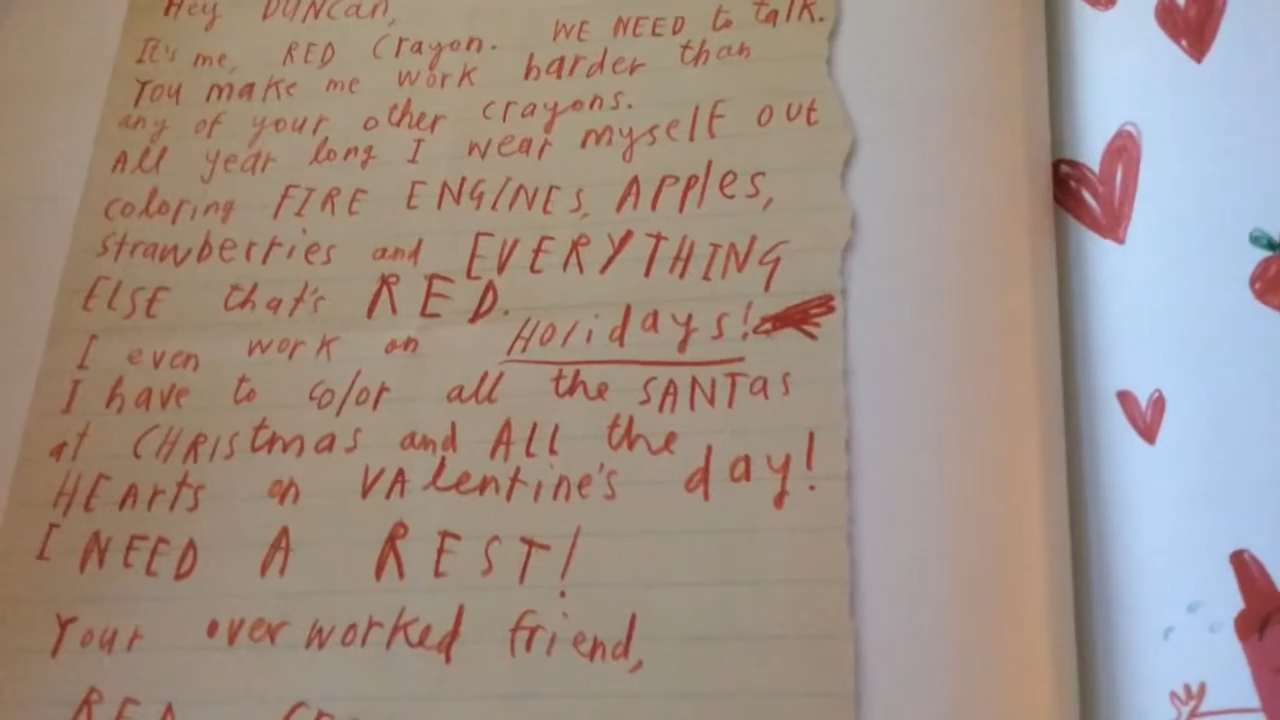 Hey DUNCAN,
It's me, RED Crayon. WE NEED to talk.
You make me work harder than
any of your other crayons.
All year long I wear myself out
coloring FIRE ENGINES, Apples,
strawberries and EVERYTHING
ELSE that's RED.
I even work on Holidays!
I have to color all the SANTAs
at CHRIStmas and ALL the
HEArts on VAlentine's day!
I NEED A REST!
Your overworked friend,
RED